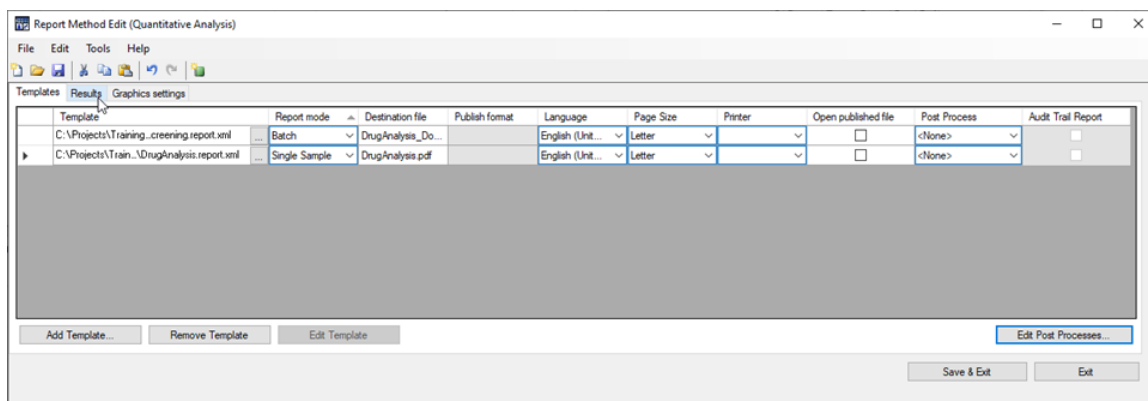 Report Method Edit (Quantitative Analysis)
File Edit Tools Help
Templates Results Graphics settings
Template Report mode Destination file Publish format Language Page Size Printer Open published file Post Process Audit Trail Report
C:\Projects\Training...creening.report.xml ... Batch DrugAnalysis_Do... English (Unit... Letter <None>
C:\Projects\Train...\DrugAnalysis.report.xml ... Single Sample DrugAnalysis.pdf English (Unit... Letter <None>
Add Template... Remove Template Edit Template Edit Post Processes...
Save & Exit Exit